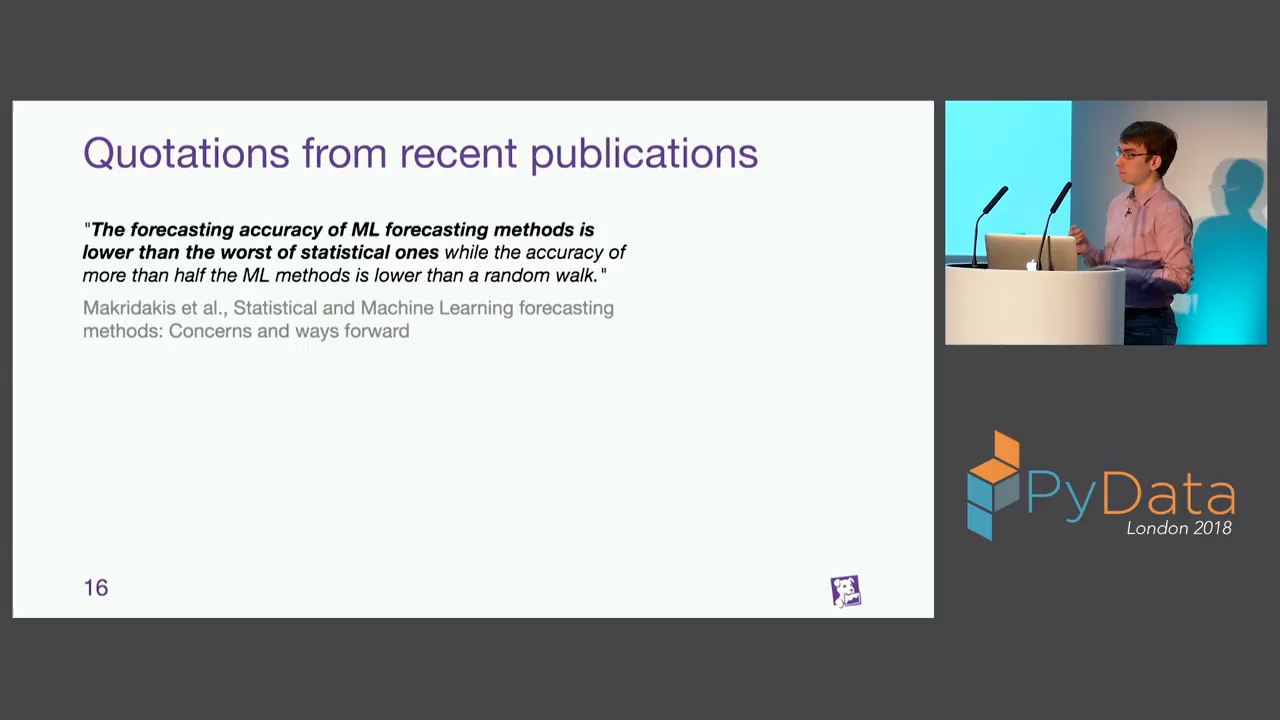 Quotations from recent publications
"The forecasting accuracy of ML forecasting methods is
lower than the worst of statistical ones while the accuracy of
more than half the ML methods is lower than a random walk."
Makridakis et al., Statistical and Machine Learning forecasting
methods: Concerns and ways forward
16
PyData
London 2018